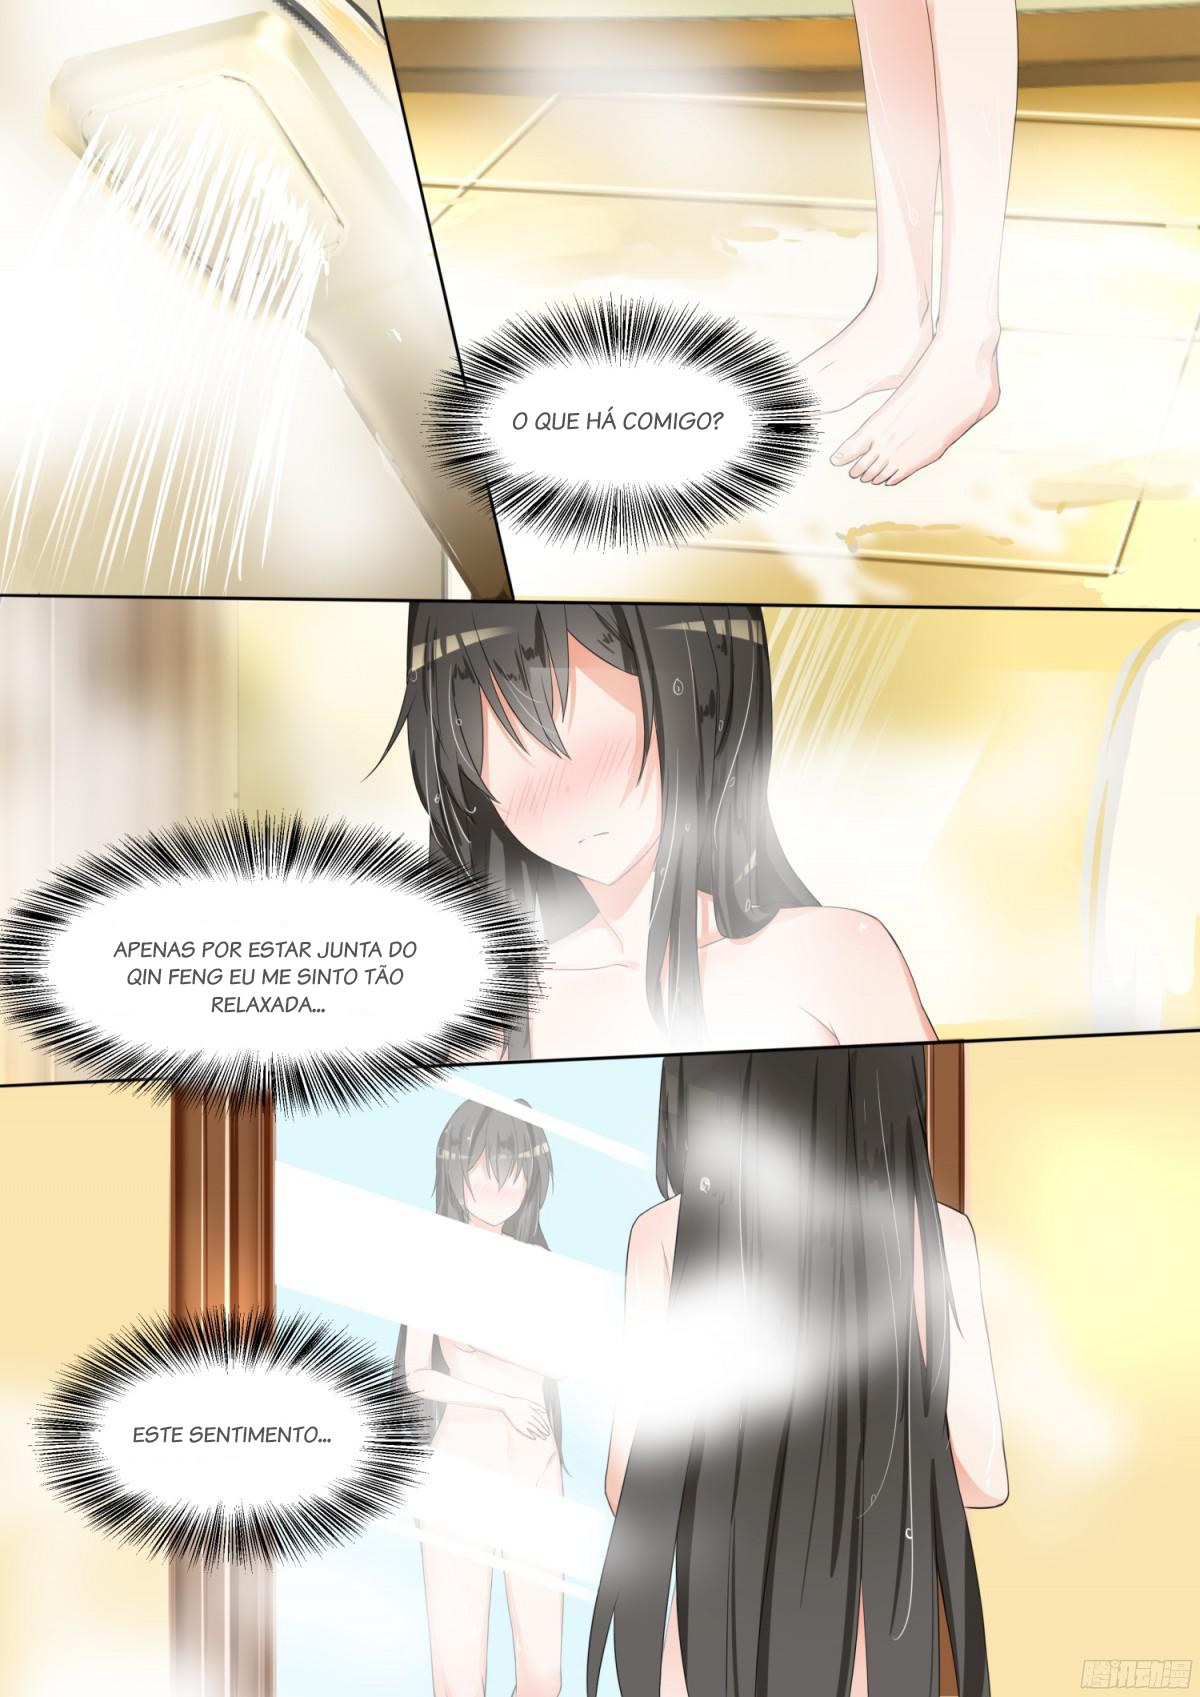 O QUE HÁ COMIGO?
APENAS POR ESTAR JUNTA DO
QIN FENG EU ME SINTO TÃO
RELAXADA...
ESTE SENTIMENTO...
腾讯动漫